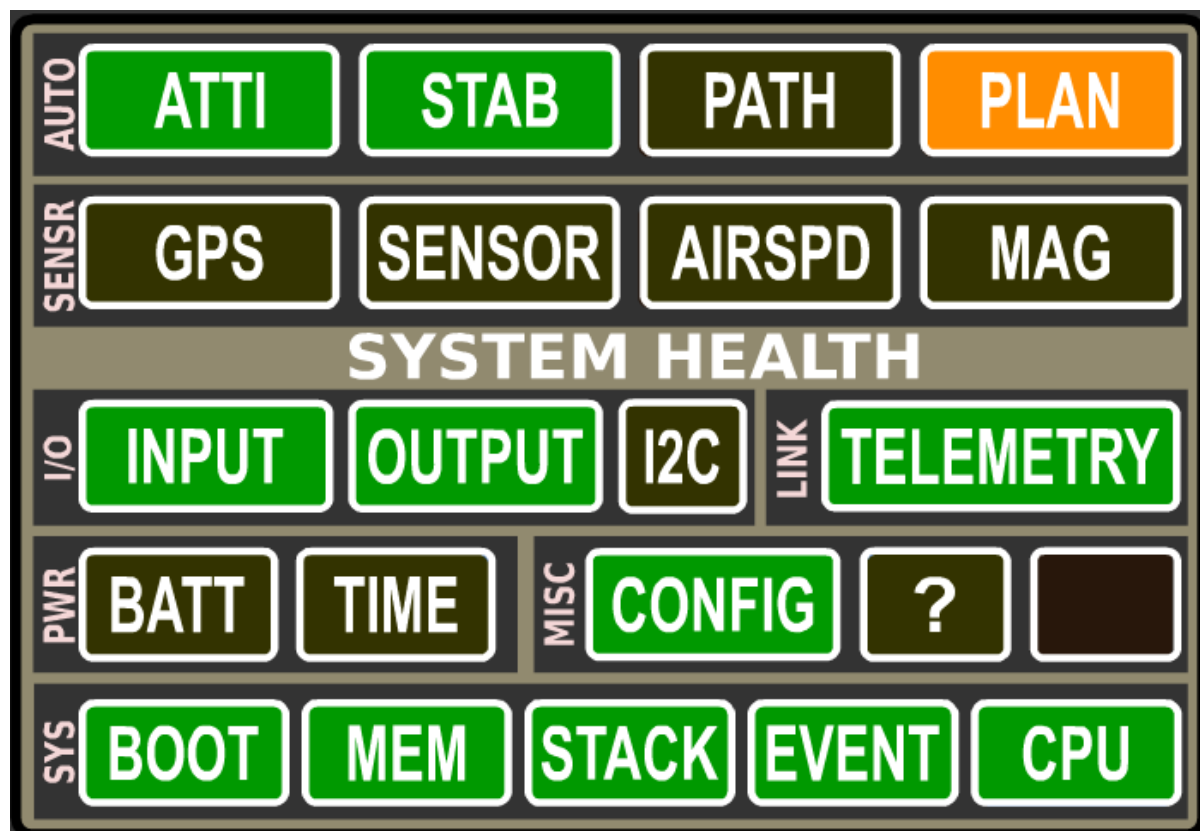 AUTO ATTI STAB PATH PLAN
SENSR GPS SENSOR AIRSPD MAG
SYSTEM HEALTH
I/O INPUT OUTPUT I2C LINK TELEMETRY
PWR BATT TIME MISC CONFIG ?
SYS BOOT MEM STACK EVENT CPU